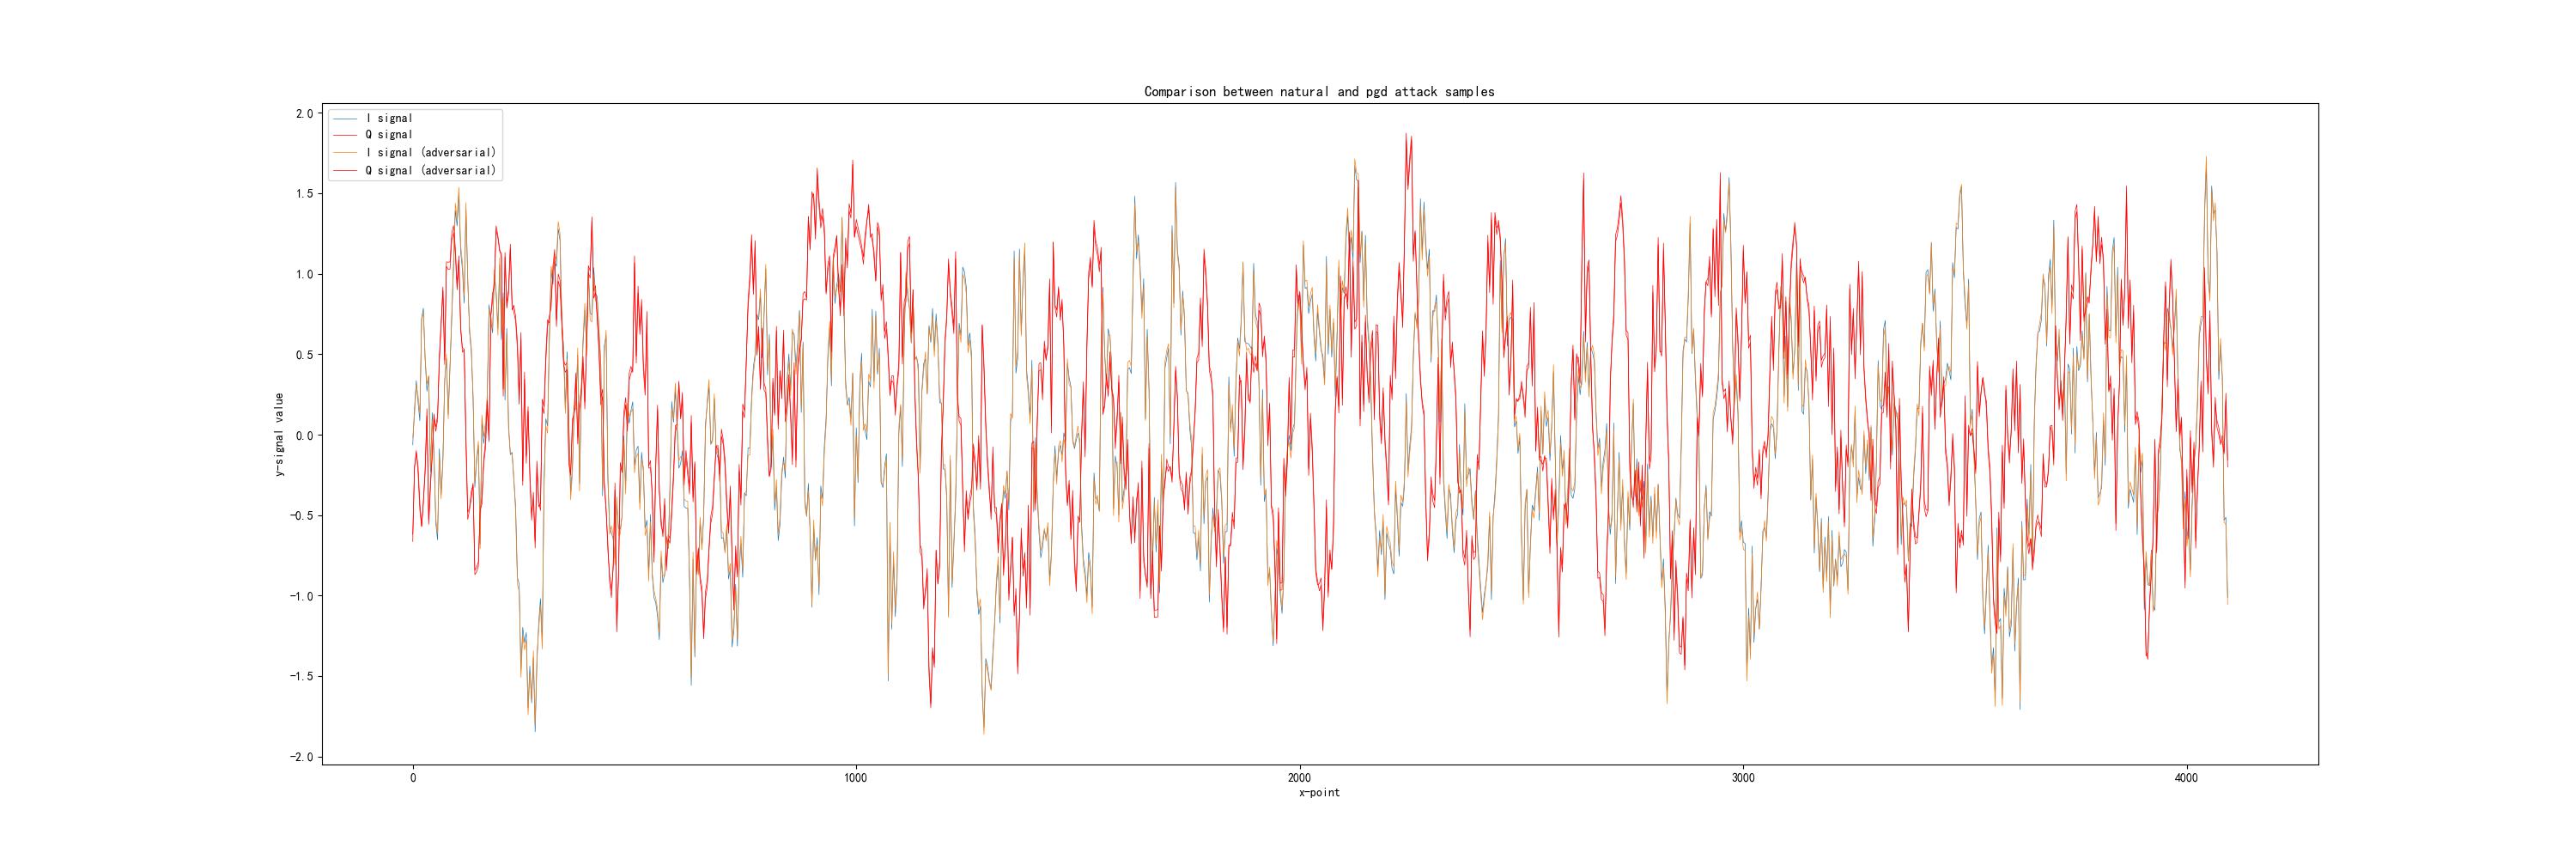 Comparison between natural and pgd attack samples
I signal
Q signal
I signal (adversarial)
Q signal (adversarial)
y-signal value
2.0
1.5
1.0
0.5
0.0
-0.5
-1.0
-1.5
-2.0
0 1000 2000 3000 4000
x-point